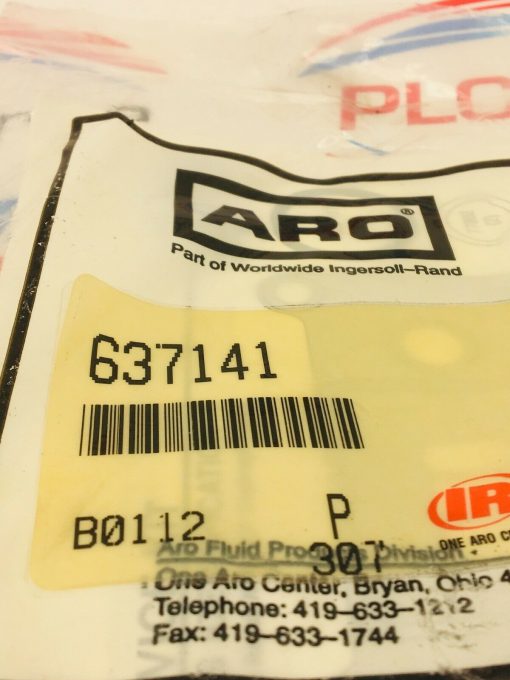 PLO
ARO®
Part of Worldwide Ingersoll-Rand
637141
B0112
P
307
IR
ONE ARO C
Aro Fluid Products Division
One Aro Center, Bryan, Ohio 4
Telephone: 419-633-1212
Fax: 419-633-1744